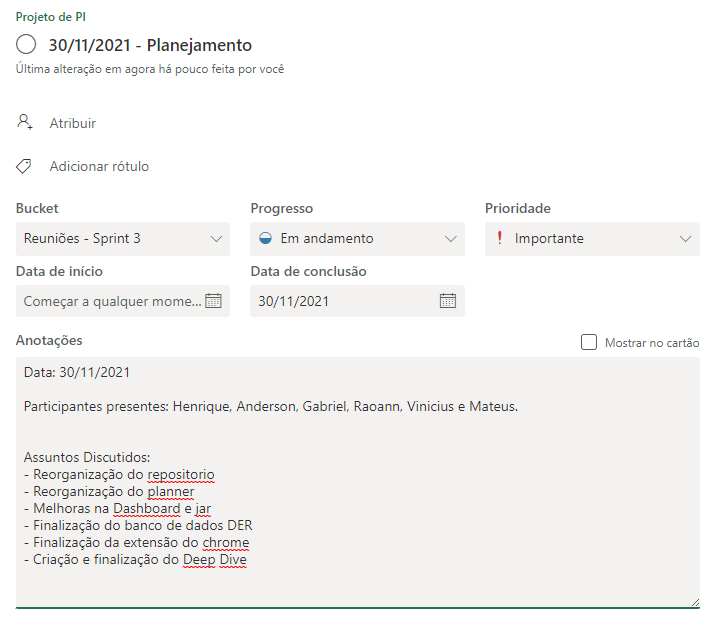 Projeto de PI
30/11/2021 - Planejamento
Última alteração em agora há pouco feita por você
Atribuir
Adicionar rótulo
Bucket
Progresso
Prioridade
Reuniões - Sprint 3
Em andamento
Importante
Data de início
Data de conclusão
Começar a qualquer mome...
30/11/2021
Anotações
Mostrar no cartão
Data: 30/11/2021
Participantes presentes: Henrique, Anderson, Gabriel, Raoann, Vinicius e Mateus.
Assuntos Discutidos:
- Reorganização do repositorio
- Reorganização do planner
- Melhoras na Dashboard e jar
- Finalização do banco de dados DER
- Finalização da extensão do chrome
- Criação e finalização do Deep Dive